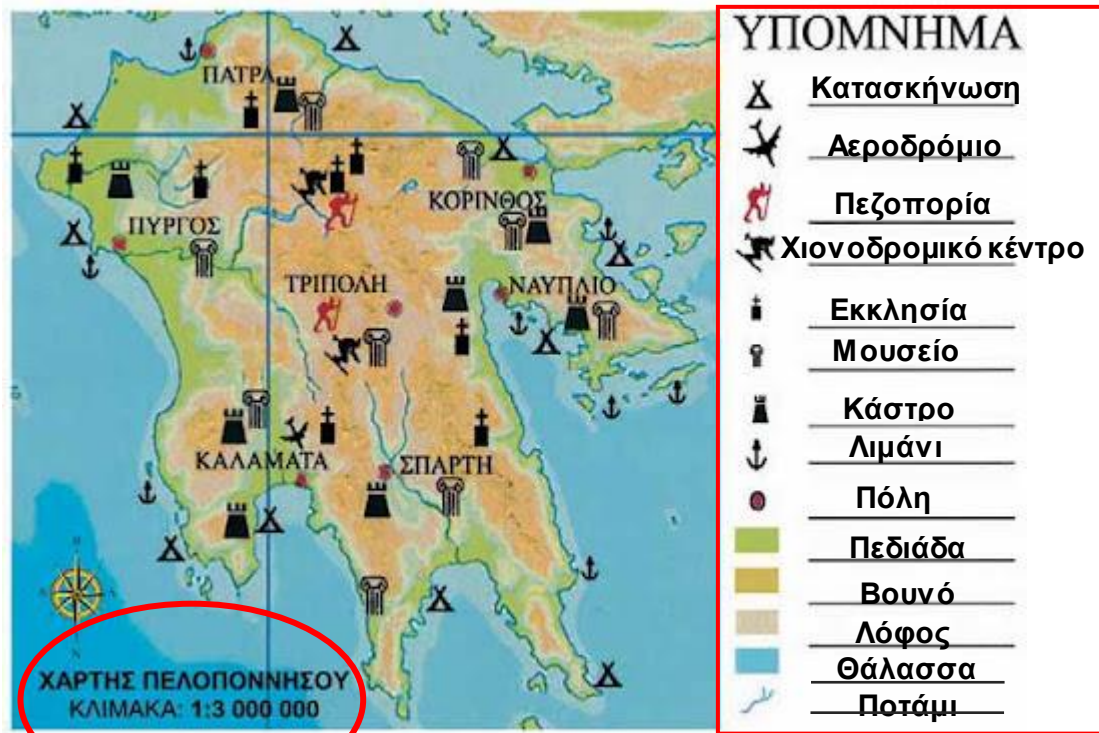 ΠΑΤΡΑ
ΚΟΡΙΝΘΟΣ
ΠΥΡΓΟΣ
ΤΡΙΠΟΛΗ
ΝΑΥΠΛΙΟ
ΚΑΛΑΜΑΤΑ
ΣΠΑΡΤΗ
ΧΑΡΤΗΣ ΠΕΛΟΠΟΝΝΗΣΟΥ
ΚΛΙΜΑΚΑ: 1:3 000 000
ΥΠΟΜΝΗΜΑ
Κατασκήνωση
Αεροδρόμιο
Πεζοπορία
Χιονοδρομικό κέντρο
Εκκλησία
Μουσείο
Κάστρο
Λιμάνι
Πόλη
Πεδιάδα
Βουνό
Λόφος
Θάλασσα
Ποτάμι